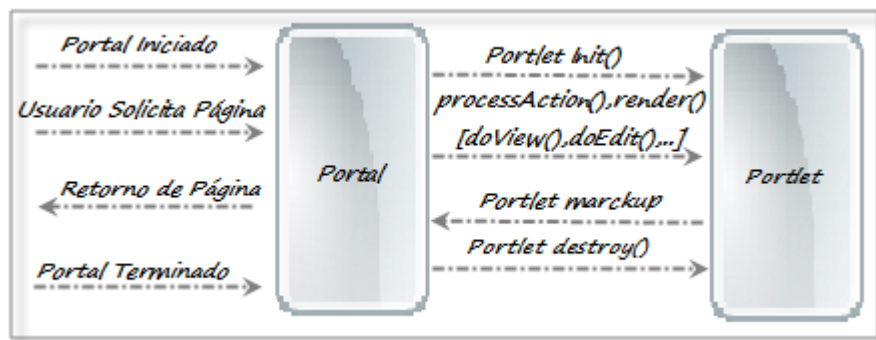 Portal Iniciado
Usuario Solicita Página
Retorno de Página
Portal Terminado
Portal
Portlet Init()
processAction(),render()
[doView(),doEdit(),...]
Portlet marckup
Portlet destroy()
Portlet